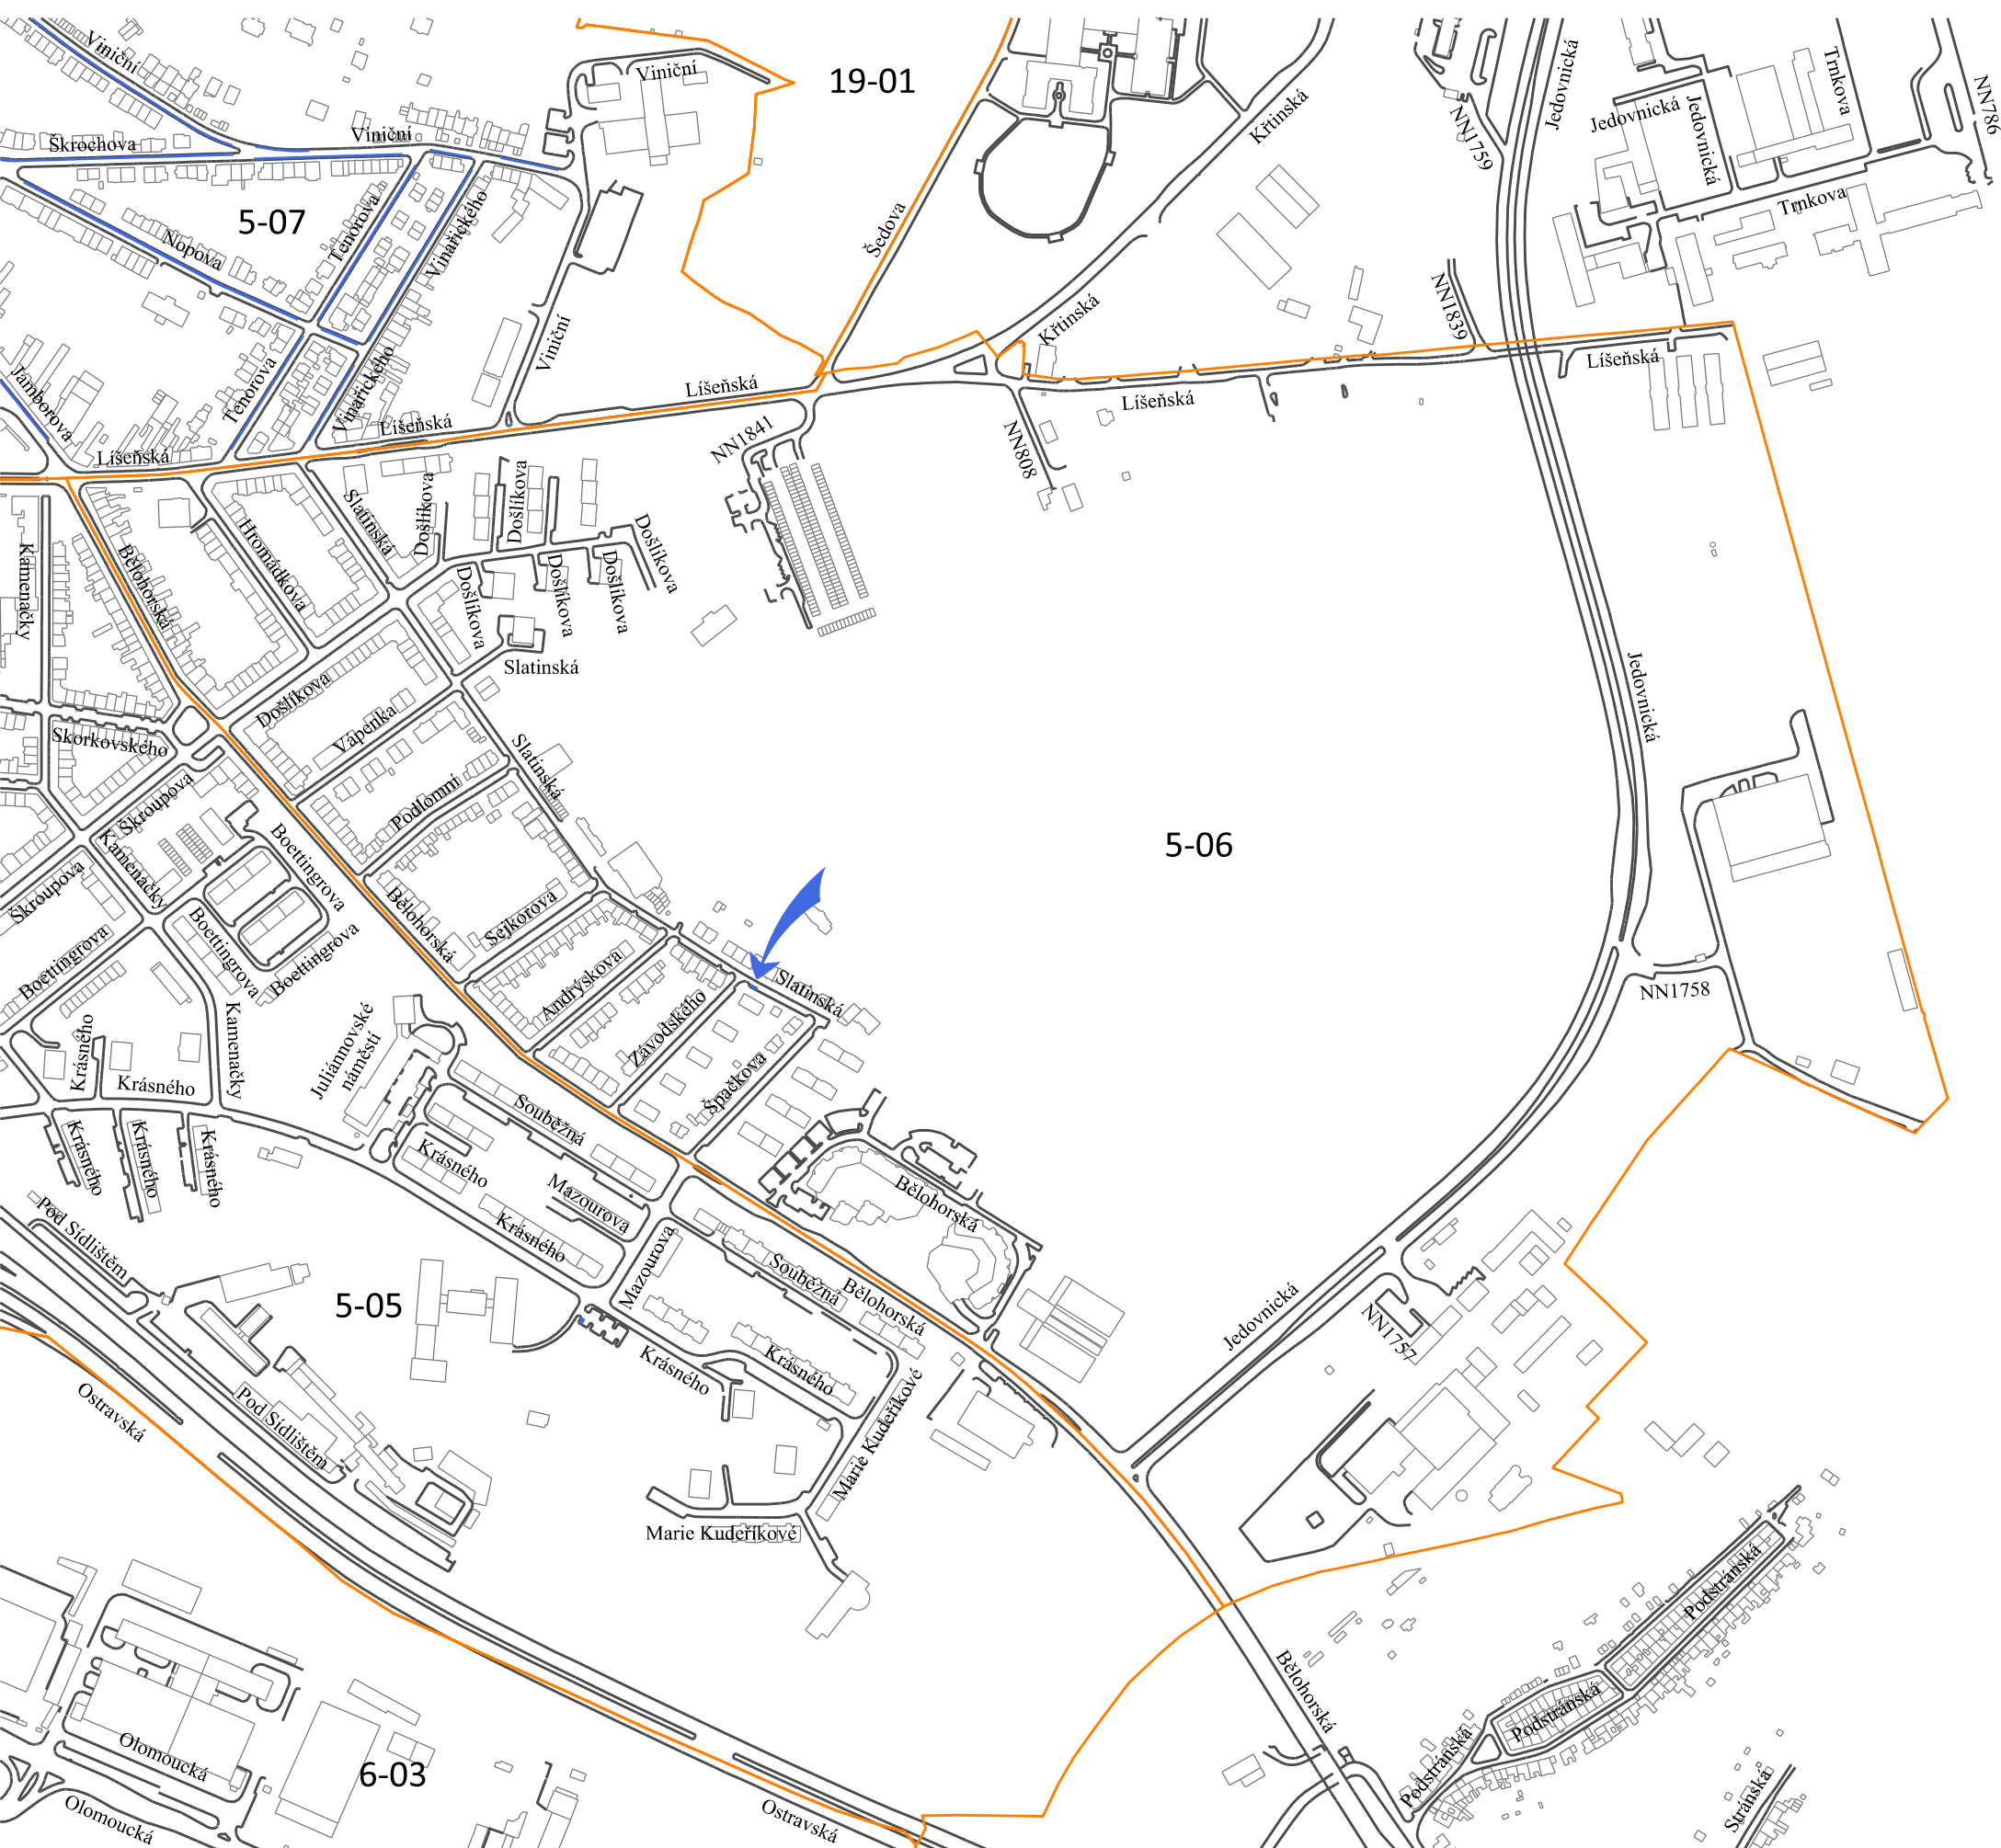 Viniční
Viniční
19-01
Jedovnická
Trnkova
NN786
Jedovnická
Jedovnická
Křtinská
NN1759
Viniční
Škrochova
Trnkova
5-07
Tenorova
Vinařického
Šedova
Nopova
Křtinská
NN1839
Viniční
Líšeňská
Líšeňská
Líšeňská
Jamborova
Tenorova
Vinařického
Líšeňská
Líšeňská
NN1841
NN808
Slatinská
Došlíkova
Došlíkova
Došlíkova
Hromádkova
Kamenačky
Bělohorská
Došlíkova
Došlíkova
Došlíkova
Slatinská
Jedovnická
Došlíkova
Vápenka
Skorkovského
Slatinská
Podlomní
Škroupova
5-06
Boettingrova
Kamenačky
Škroupova
Bělohorská
Sejkorova
Boettingrova
Boettingrova
Boettingrova
Andrýskova
Slatinská
NN1758
Závodského
Kamenačky
Juliánnovské
náměstí
Krásného
Krásného
Špačkova
Souběžná
Krásného
Krásného
Krásného
Krásného
Mazourova
Bělohorská
Pod Sídlištěm
Krásného
Mazourova
Souběžná
Bělohorská
5-05
Jedovnická
NN1757
Krásného
Krásného
Ostravská
Pod Sídlištěm
Marie Kudeříkové
Marie Kudeříkové
Podstránská
Bělohorská
Podstránská
Podstránská
Olomoucká
6-03
Olomoucká
Ostravská
Stránská